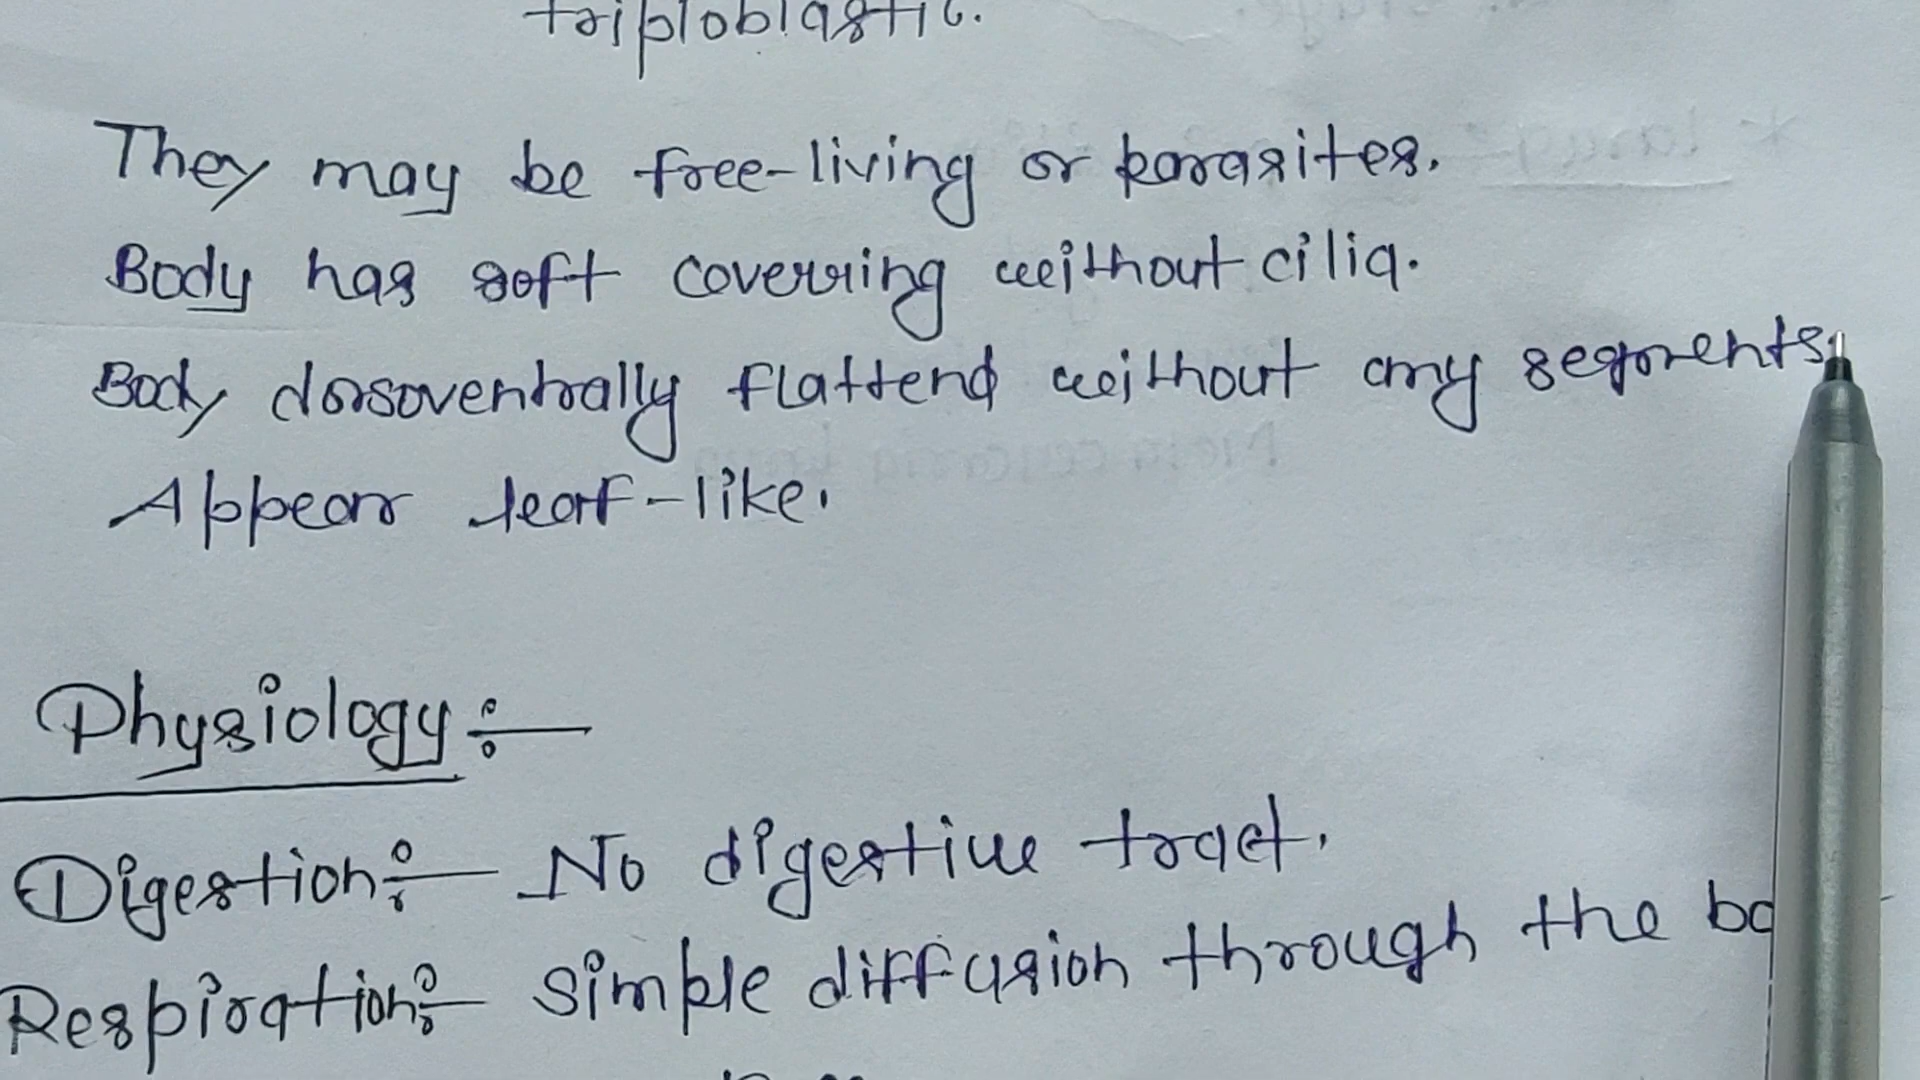 triploblastic.
They may be free-living or parasites.
Body has soft coverring without cilia.
Body dorsoventrally flattend without any segments.
Appear leaf-like.
Physiology:—
Digestion:— No digestive tract.
Respiration:— simple diffusion through the bo